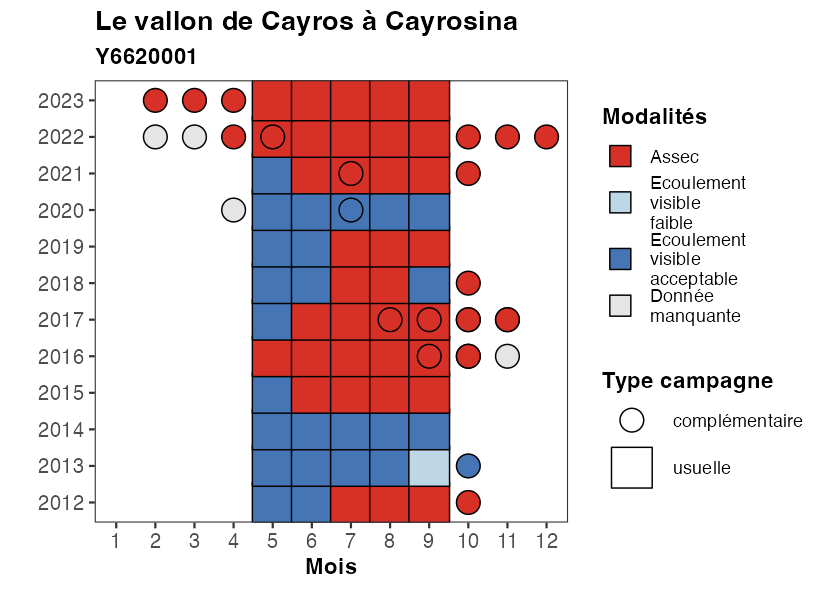 Le vallon de Cayros à Cayrosina
Y6620001
2023
2022
2021
2020
2019
2018
2017
2016
2015
2014
2013
2012
1 2 3 4 5 6 7 8 9 10 11 12
Mois
Modalités
Assec
Ecoulement
visible
faible
Ecoulement
visible
acceptable
Donnée
manquante
Type campagne
complémentaire
usuelle